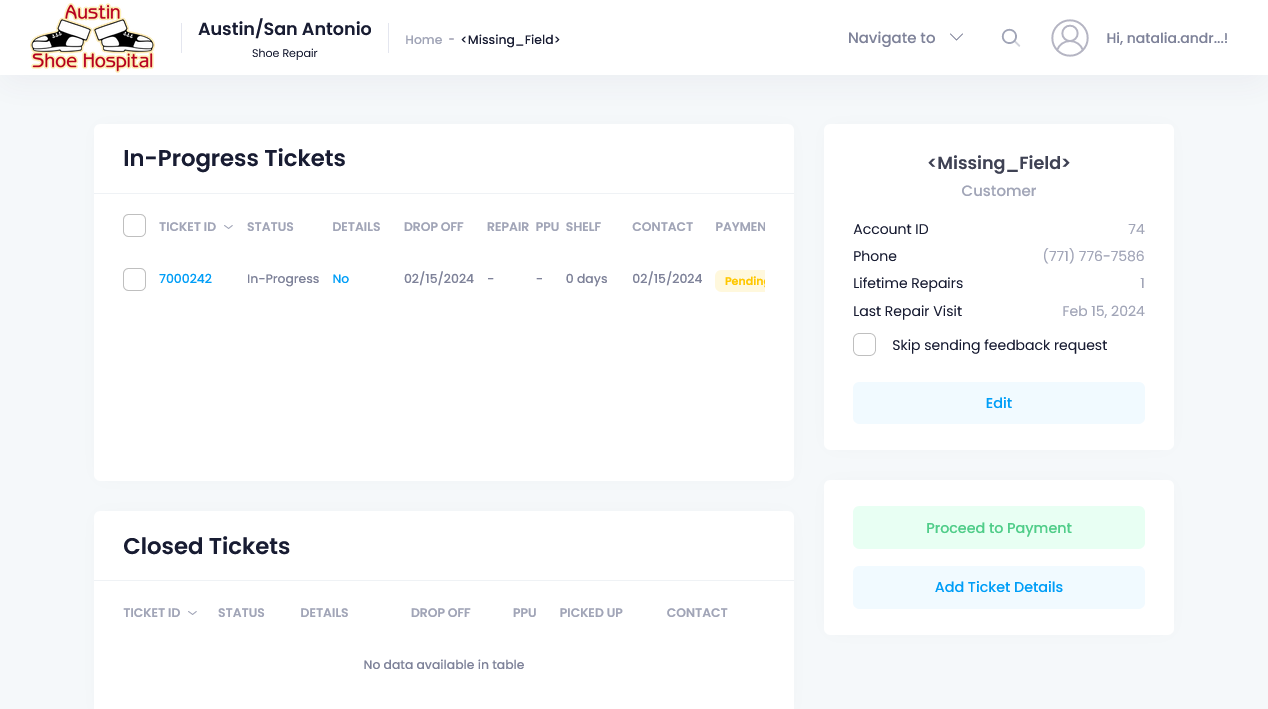 Austin
Shoe Hospital
Austin/San Antonio
Shoe Repair
Home - <Missing_Field>
Navigate to
Hi, natalia.andr...!
In-Progress Tickets
TICKET ID STATUS DETAILS DROP OFF REPAIR PPU SHELF CONTACT PAYMEN
7000242 In-Progress No 02/15/2024 - - 0 days 02/15/2024 Pending
Closed Tickets
TICKET ID STATUS DETAILS DROP OFF PPU PICKED UP CONTACT
No data available in table
<Missing_Field>
Customer
Account ID 74
Phone (771) 776-7586
Lifetime Repairs 1
Last Repair Visit Feb 15, 2024
Skip sending feedback request
Edit
Proceed to Payment
Add Ticket Details